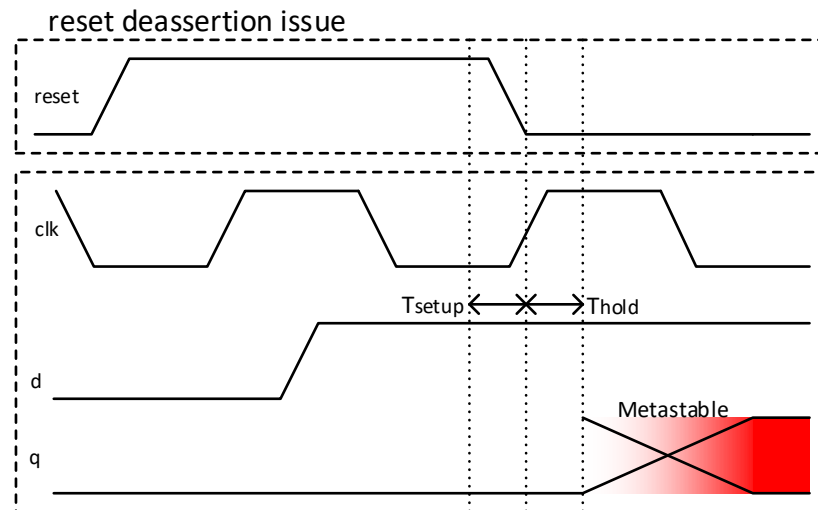 reset deassertion issue
reset
clk
Tsetup
Thold
d
Metastable
q